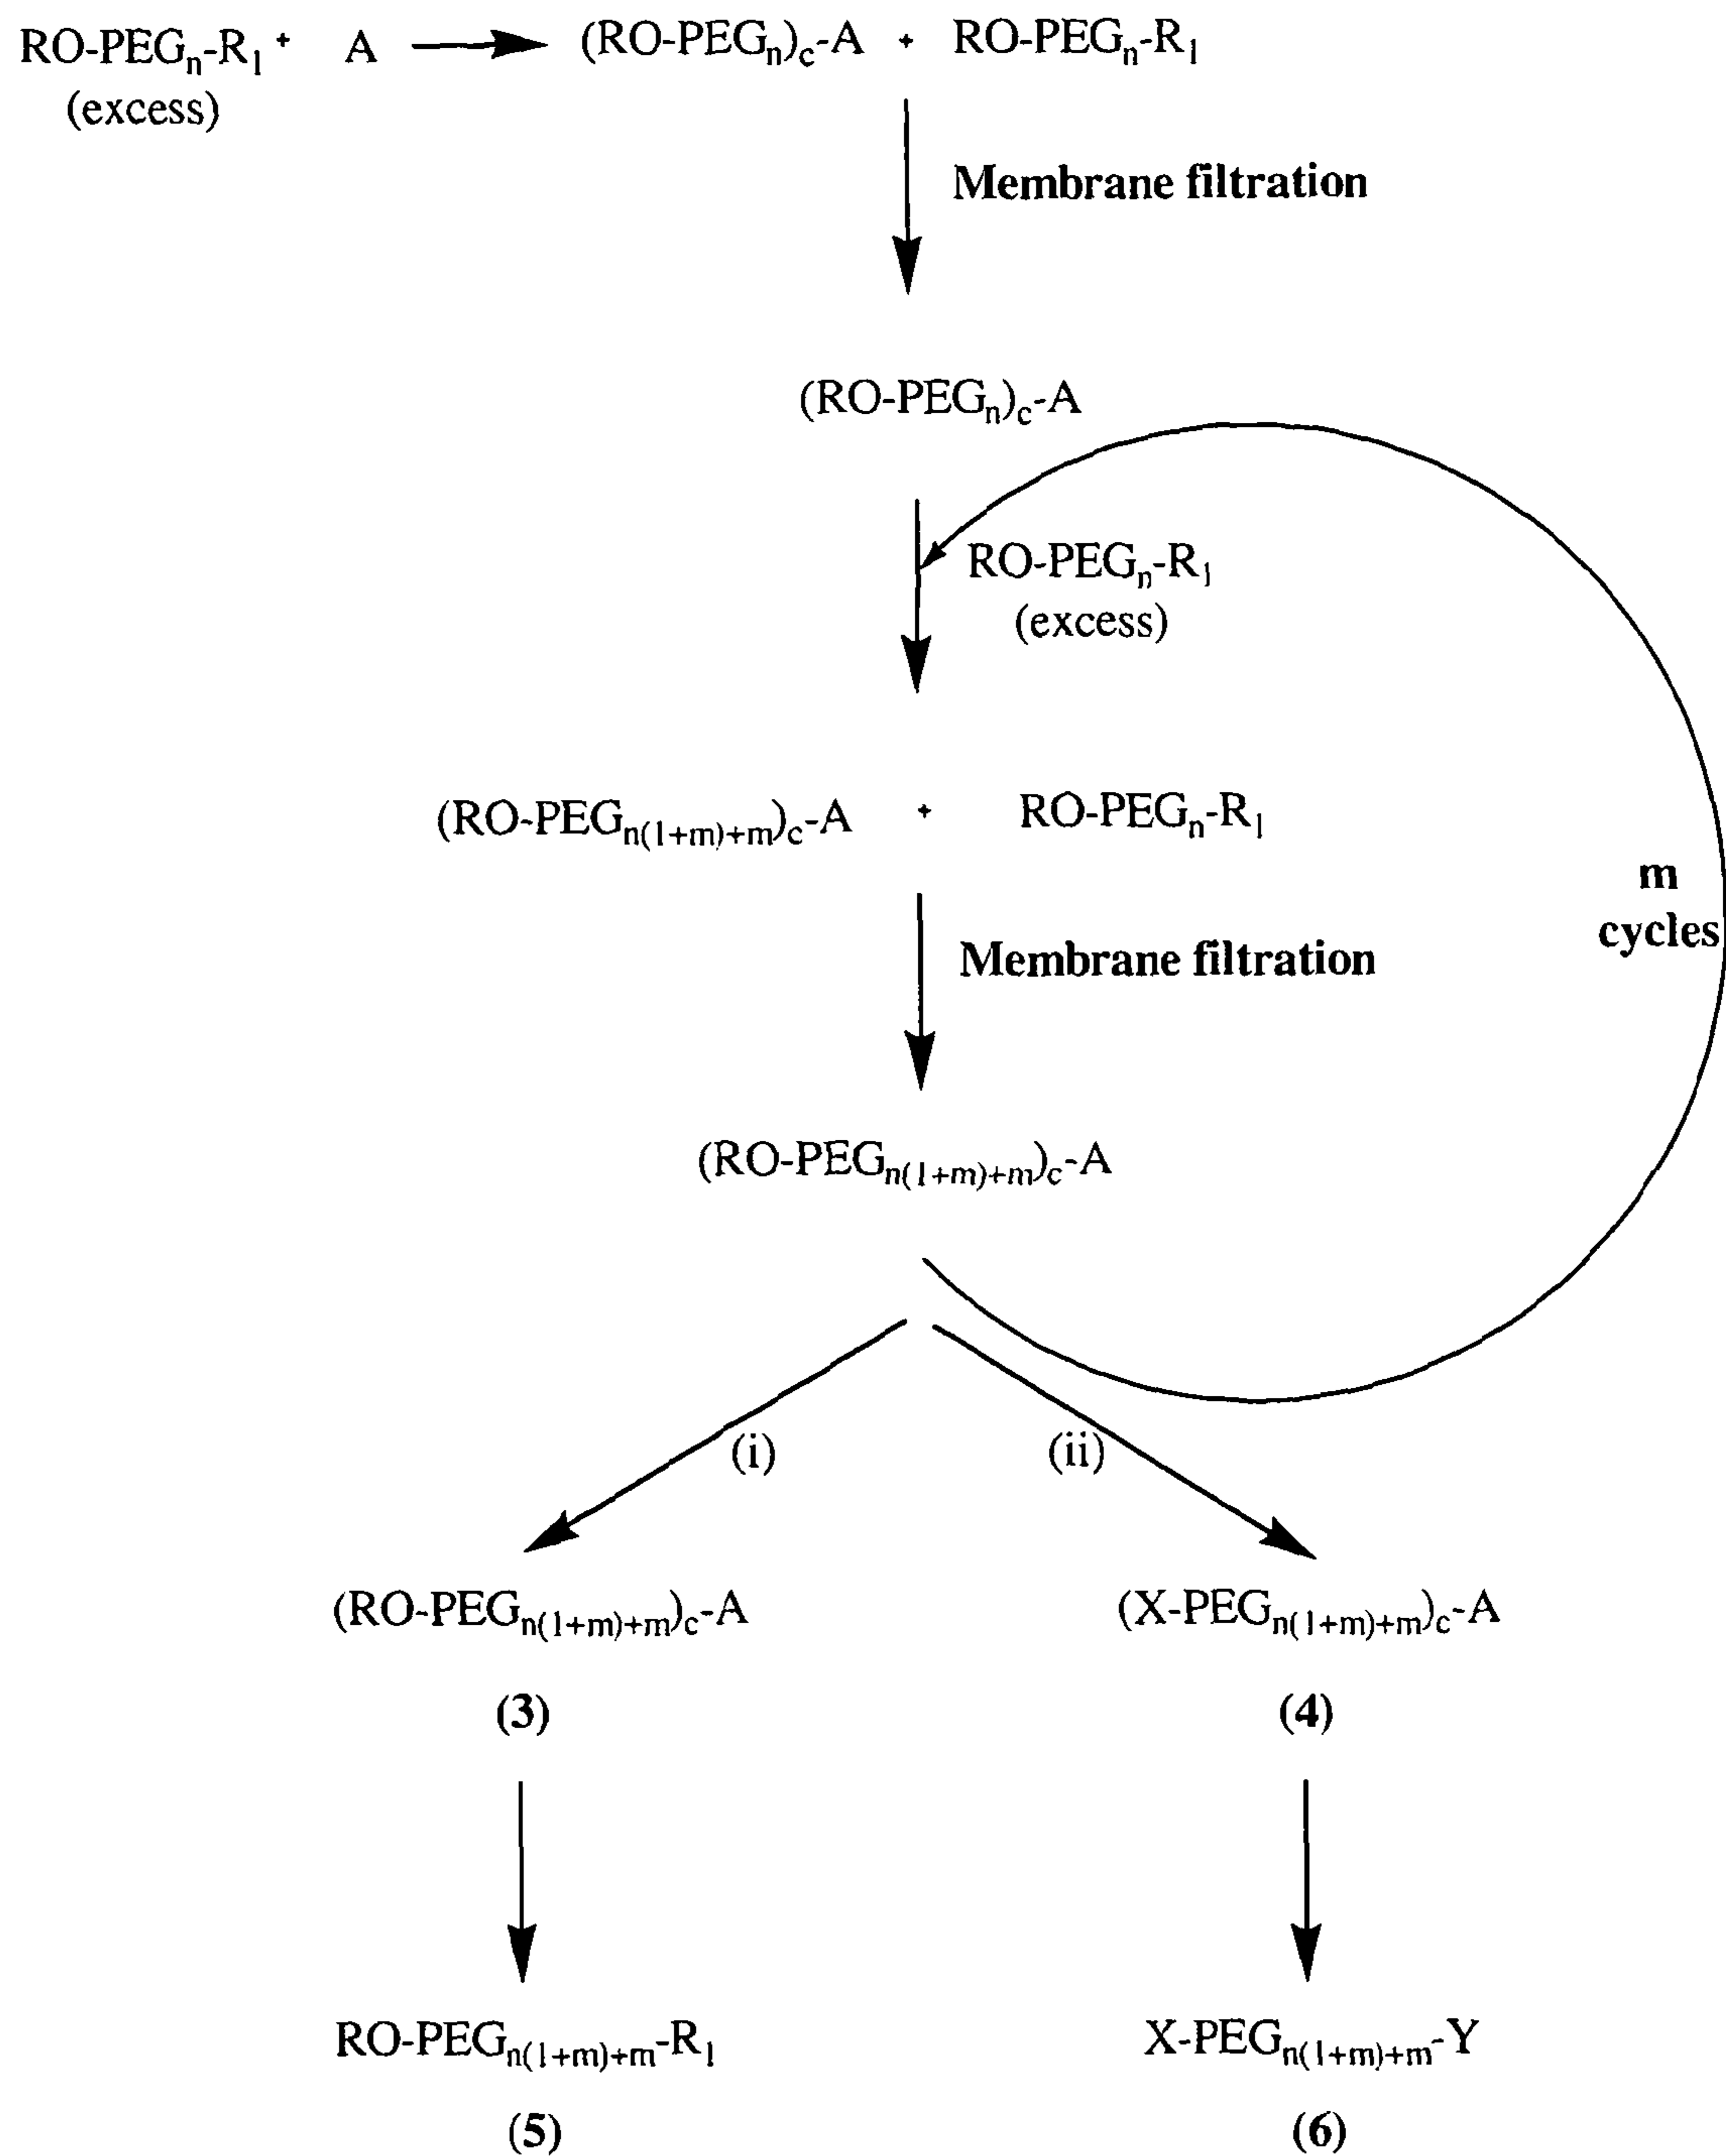 RO-PEGn-R1 + A (RO-PEGn)c-A + RO-PEGn-R1
(excess)
Membrane filtration
(RO-PEGn)c-A
RO-PEGn-R1
(excess)
(RO-PEGn(1+m)+m)c-A + RO-PEGn-R1
m
cycles
Membrane filtration
(RO-PEGn(1+m)+m)c-A
(i) (ii)
(RO-PEGn(1+m)+m)c-A (X-PEGn(1+m)+m)c-A
(3) (4)
RO-PEGn(1+m)+m-R1 X-PEGn(1+m)+m-Y
(5) (6)